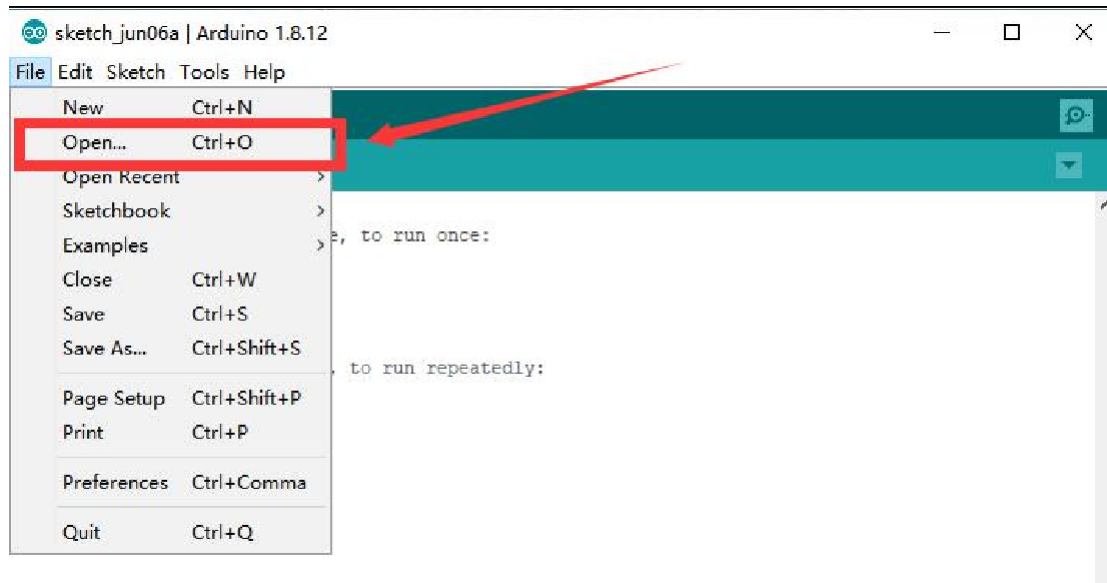 sketch_jun06a | Arduino 1.8.12
File Edit Sketch Tools Help
New Ctrl+N
Open... Ctrl+O
Open Recent >
Sketchbook >
Examples >
, to run once:
Close Ctrl+W
Save Ctrl+S
Save As... Ctrl+Shift+S
, to run repeatedly:
Page Setup Ctrl+Shift+P
Print Ctrl+P
Preferences Ctrl+Comma
Quit Ctrl+Q